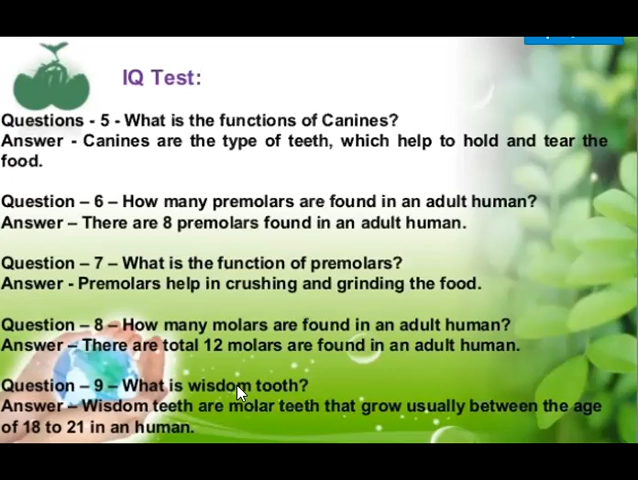 IQ Test:
Questions - 5 - What is the functions of Canines?
Answer - Canines are the type of teeth, which help to hold and tear the
food.
Question – 6 – How many premolars are found in an adult human?
Answer – There are 8 premolars found in an adult human.
Question – 7 – What is the function of premolars?
Answer - Premolars help in crushing and grinding the food.
Question – 8 – How many molars are found in an adult human?
Answer – There are total 12 molars are found in an adult human.
Question – 9 – What is wisdom tooth?
Answer – Wisdom teeth are molar teeth that grow usually between the age
of 18 to 21 in an human.